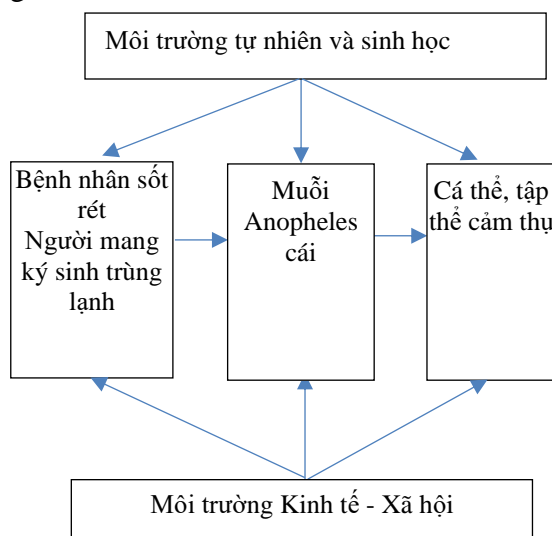 Môi trường tự nhiên và sinh học
Bệnh nhân sốt
rét
Người mang
ký sinh trùng
lạnh
Muỗi
Anopheles
cái
Cá thể, tập
thể cảm thụ
Môi trường Kinh tế - Xã hội